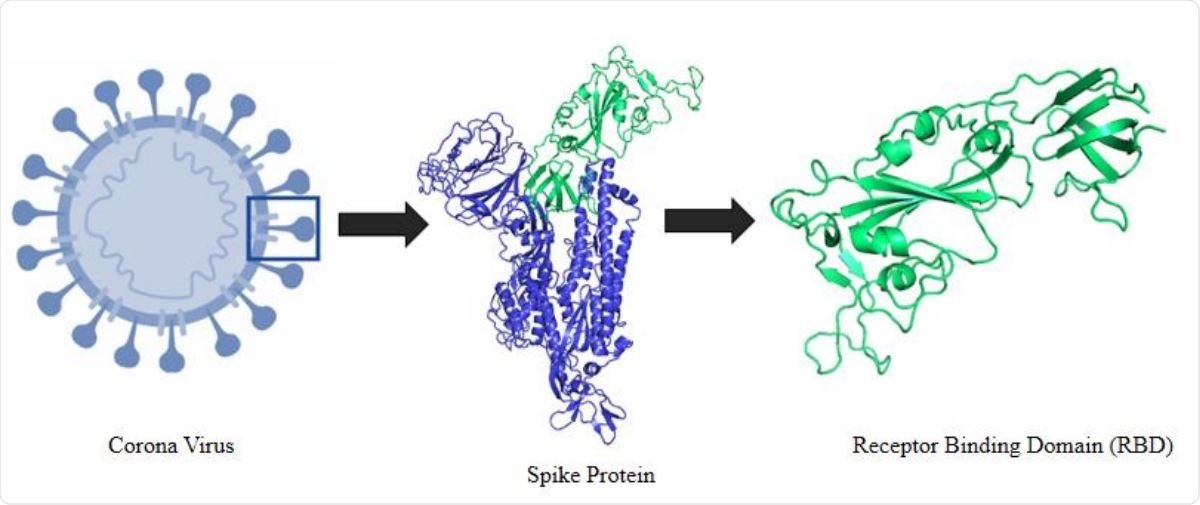 Corona Virus
Spike Protein
Receptor Binding Domain (RBD)